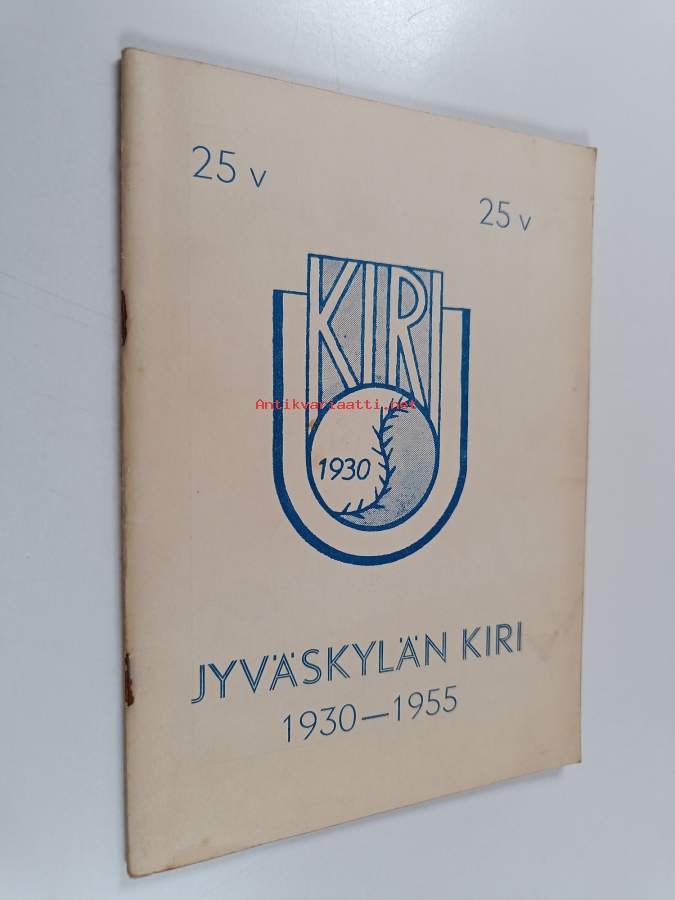 25 v
25 v
KIRI
Antikvariaatti.net
1930
JYVÄSKYLÄN KIRI
1930—1955